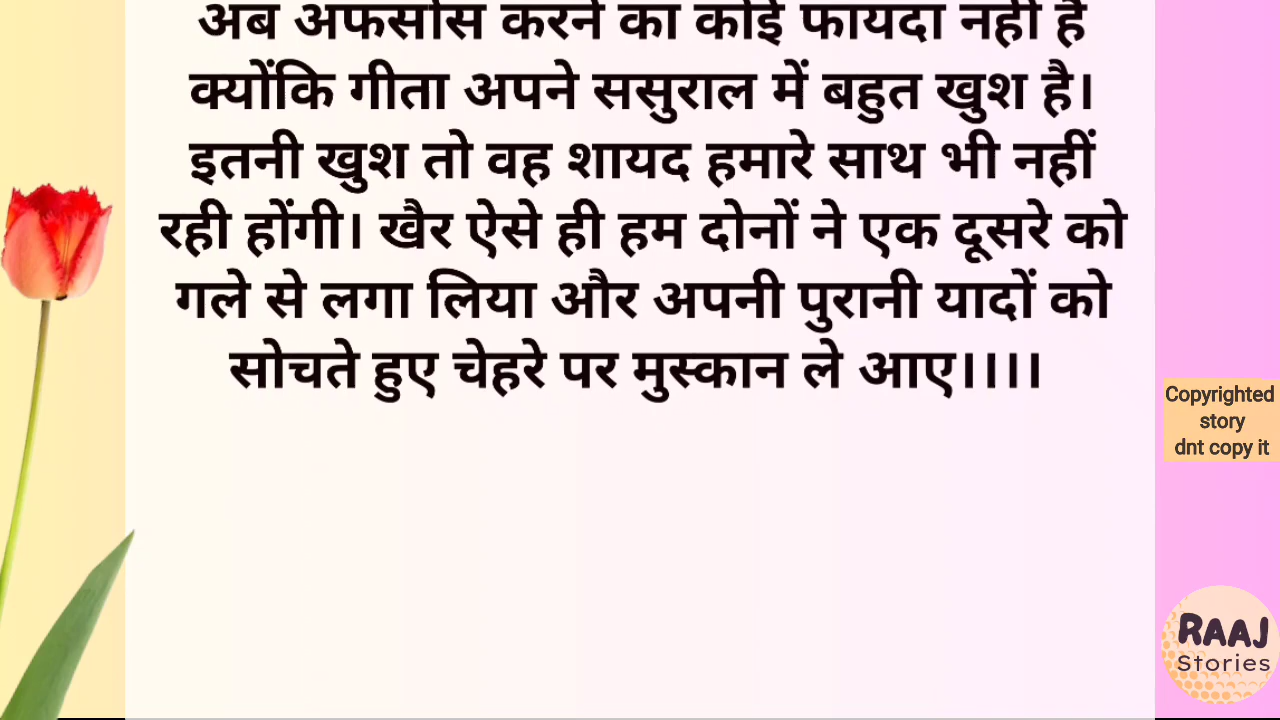 अब अफसोस करने का कोई फायदा नहीं है
क्योंकि गीता अपने ससुराल में बहुत खुश है।
इतनी खुश तो वह शायद हमारे साथ भी नहीं
रही होंगी। खैर ऐसे ही हम दोनों ने एक दूसरे को
गले से लगा लिया और अपनी पुरानी यादों को
सोचते हुए चेहरे पर मुस्कान ले आए।।।।
Copyrighted
story
dnt copy it
RAAJ
Stories